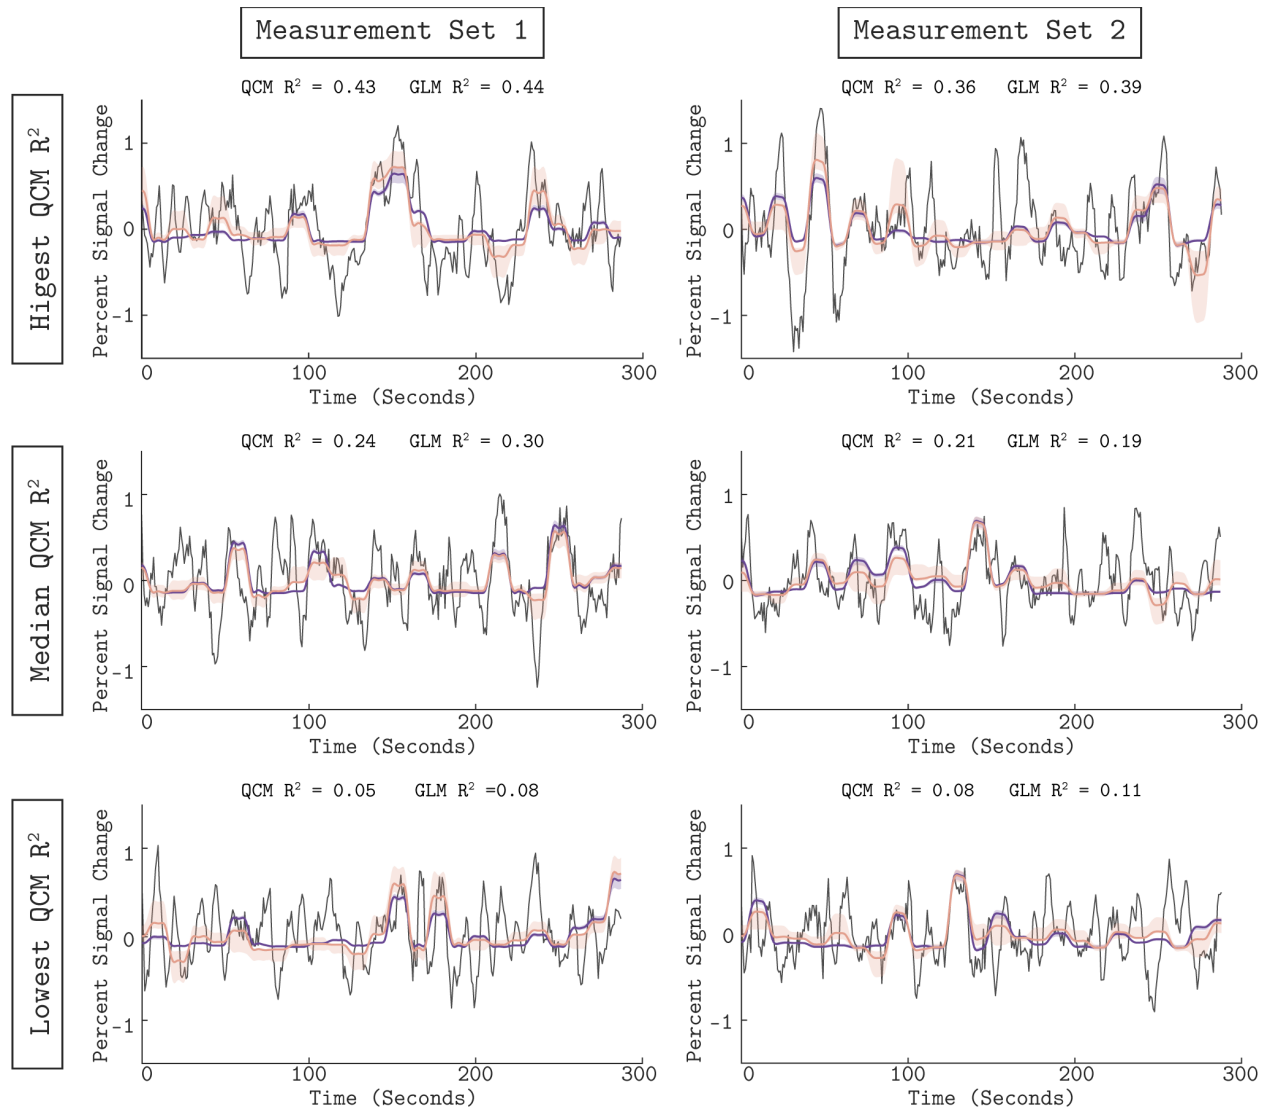 Measurement Set 1
Measurement Set 2
Higest QCM R²
QCM R² = 0.43 GLM R² = 0.44
Percent Signal Change
1
0
-1
0 100 200 300
Time (Seconds)
QCM R² = 0.36 GLM R² = 0.39
Percent Signal Change
1
0
-1
0 100 200 300
Time (Seconds)
Median QCM R²
QCM R² = 0.24 GLM R² = 0.30
Percent Signal Change
1
0
-1
0 100 200 300
Time (Seconds)
QCM R² = 0.21 GLM R² = 0.19
Percent Signal Change
1
0
-1
0 100 200 300
Time (Seconds)
Lowest QCM R²
QCM R² = 0.05 GLM R² =0.08
Percent Signal Change
1
0
-1
0 100 200 300
Time (Seconds)
QCM R² = 0.08 GLM R² = 0.11
Percent Signal Change
1
0
-1
0 100 200 300
Time (Seconds)